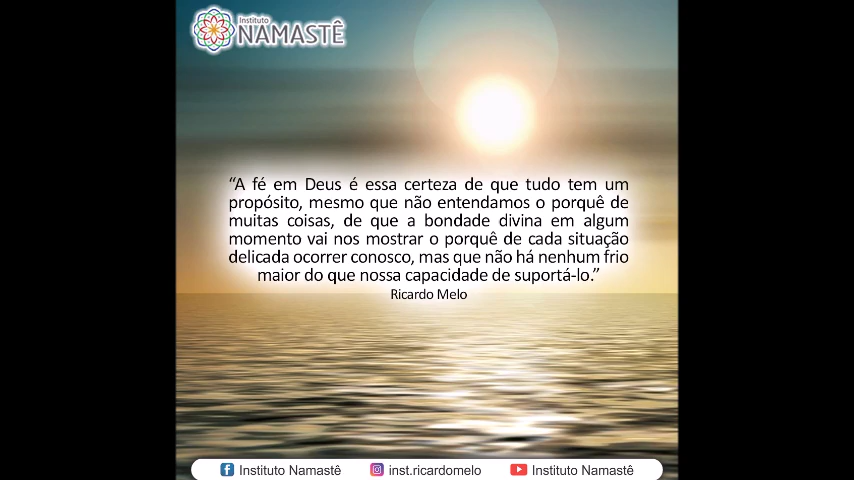 Instituto
NAMASTÊ
“A fé em Deus é essa certeza de que tudo tem um
propósito, mesmo que não entendamos o porquê de
muitas coisas, de que a bondade divina em algum
momento vai nos mostrar o porquê de cada situação
delicada ocorrer conosco, mas que não há nenhum frio
maior do que nossa capacidade de suportá-lo.”
Ricardo Melo
Instituto Namastê inst.ricardomelo Instituto Namastê